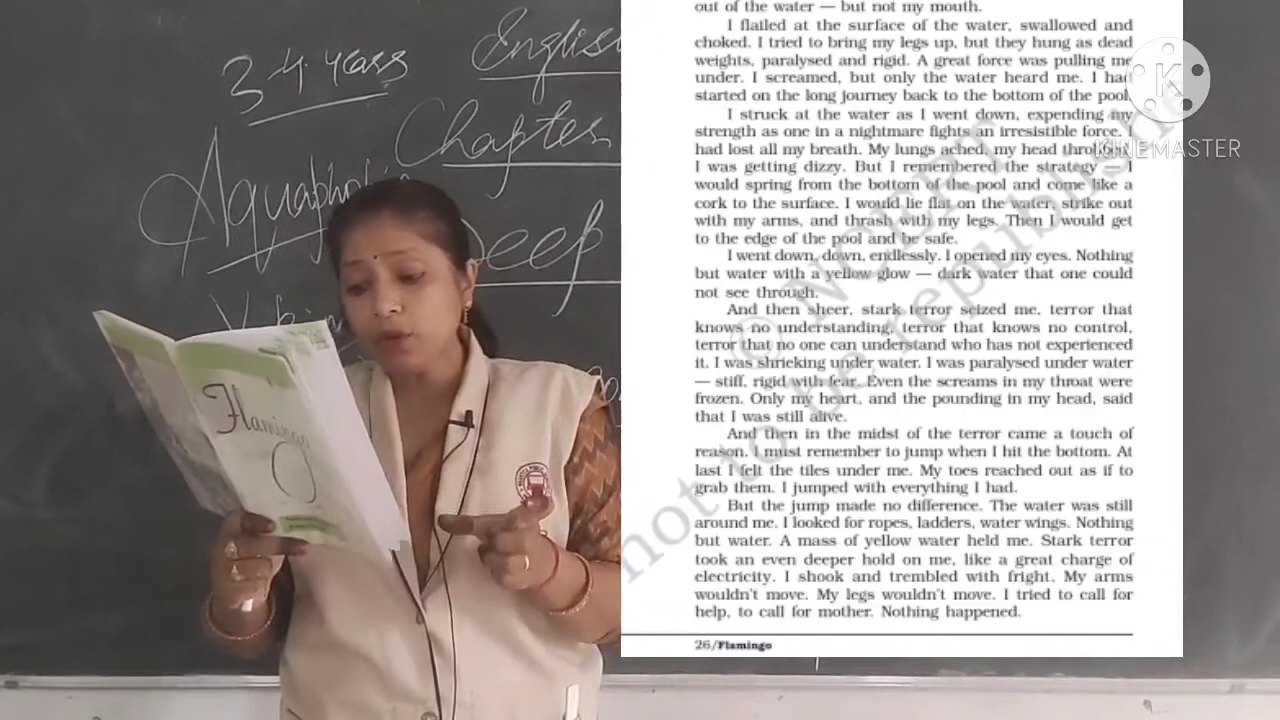 3-4 years
English
Chapter
Deep
Flamingo
out of the water — but not my mouth.
I flailed at the surface of the water, swallowed and
choked. I tried to bring my legs up, but they hung as dead
weights, paralysed and rigid. A great force was pulling me
under. I screamed, but only the water heard me. I had
started on the long journey back to the bottom of the pool.
I struck at the water as I went down, expending my
strength as one in a nightmare fights an irresistible force. I
had lost all my breath. My lungs ached, my head throbbed.
I was getting dizzy. But I remembered the strategy — I
would spring from the bottom of the pool and come like a
cork to the surface. I would lie flat on the water, strike out
with my arms, and thrash with my legs. Then I would get
to the edge of the pool and be safe.
I went down, down, endlessly. I opened my eyes. Nothing
but water with a yellow glow — dark water that one could
not see through.
And then sheer, stark terror seized me, terror that
knows no understanding, terror that knows no control,
terror that no one can understand who has not experienced
it. I was shrieking under water. I was paralysed under water
— stiff, rigid with fear. Even the screams in my throat were
frozen. Only my heart, and the pounding in my head, said
that I was still alive.
And then in the midst of the terror came a touch of
reason. I must remember to jump when I hit the bottom. At
last I felt the tiles under me. My toes reached out as if to
grab them. I jumped with everything I had.
But the jump made no difference. The water was still
around me. I looked for ropes, ladders, water wings. Nothing
but water. A mass of yellow water held me. Stark terror
took an even deeper hold on me, like a great charge of
electricity. I shook and trembled with fright. My arms
wouldn't move. My legs wouldn't move. I tried to call for
help, to call for mother. Nothing happened.
26/Flamingo
© NCERT
not to be republished
K
KINEMASTER